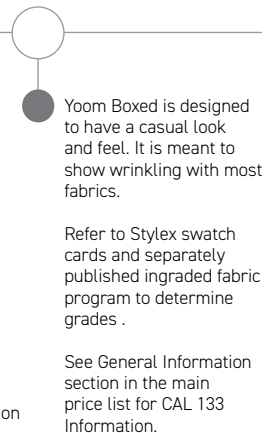 Yoom Boxed is designed
to have a casual look
and feel. It is meant to
show wrinkling with most
fabrics.
Refer to Stylex swatch
cards and separately
published ingraded fabric
program to determine
grades .
See General Information
section in the main
price list for CAL 133
on
Information.